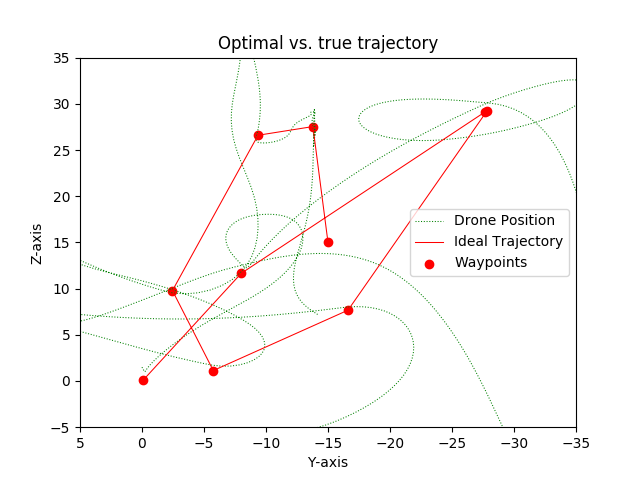 Optimal vs. true trajectory
35
30
25
20
15
10
5
0
−5
Z-axis
Drone Position
Ideal Trajectory
Waypoints
5 0 −5 −10 −15 −20 −25 −30 −35
Y-axis